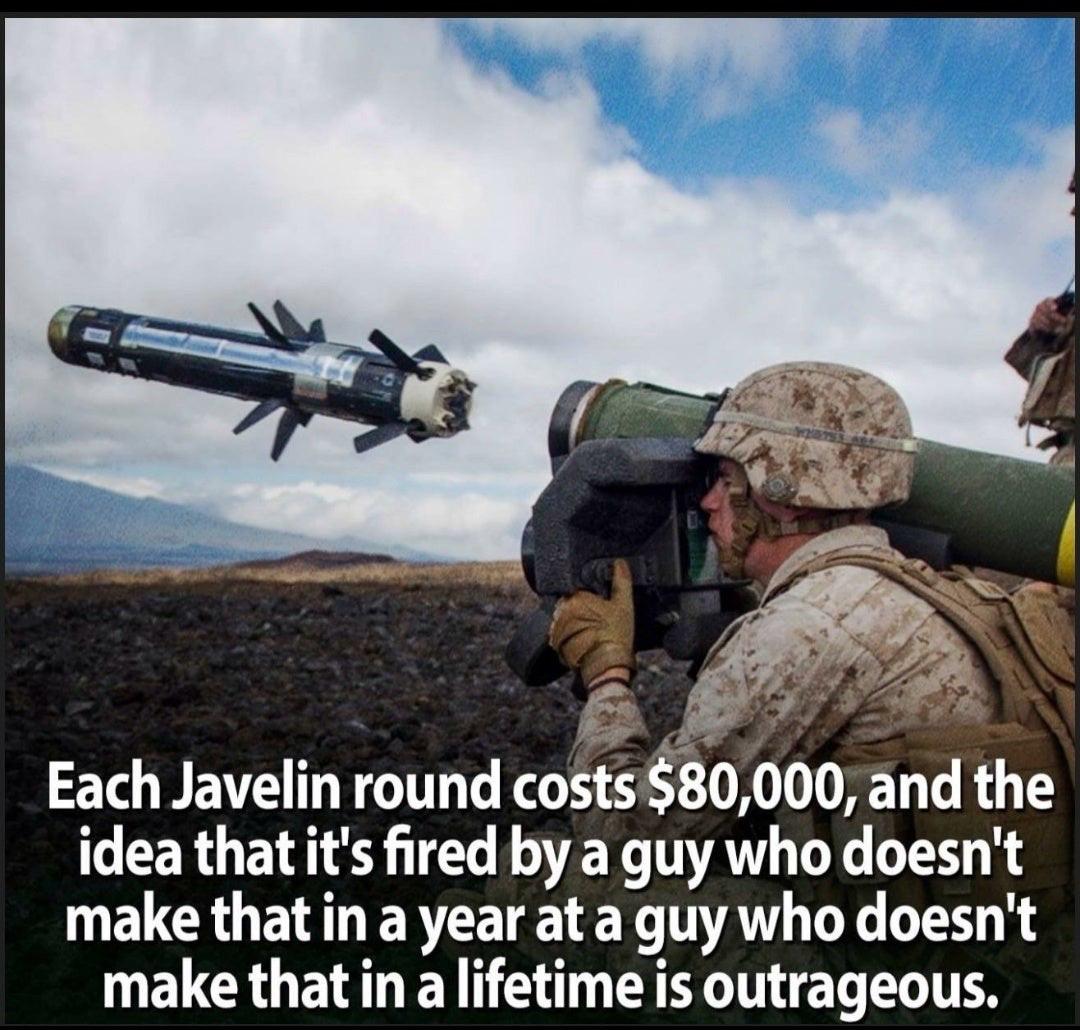 Each Javelin round costs $80,000, and the
idea that it's fired by a guy who doesn't
make that in a year at a guy who doesn't
make that in a lifetime is outrageous.